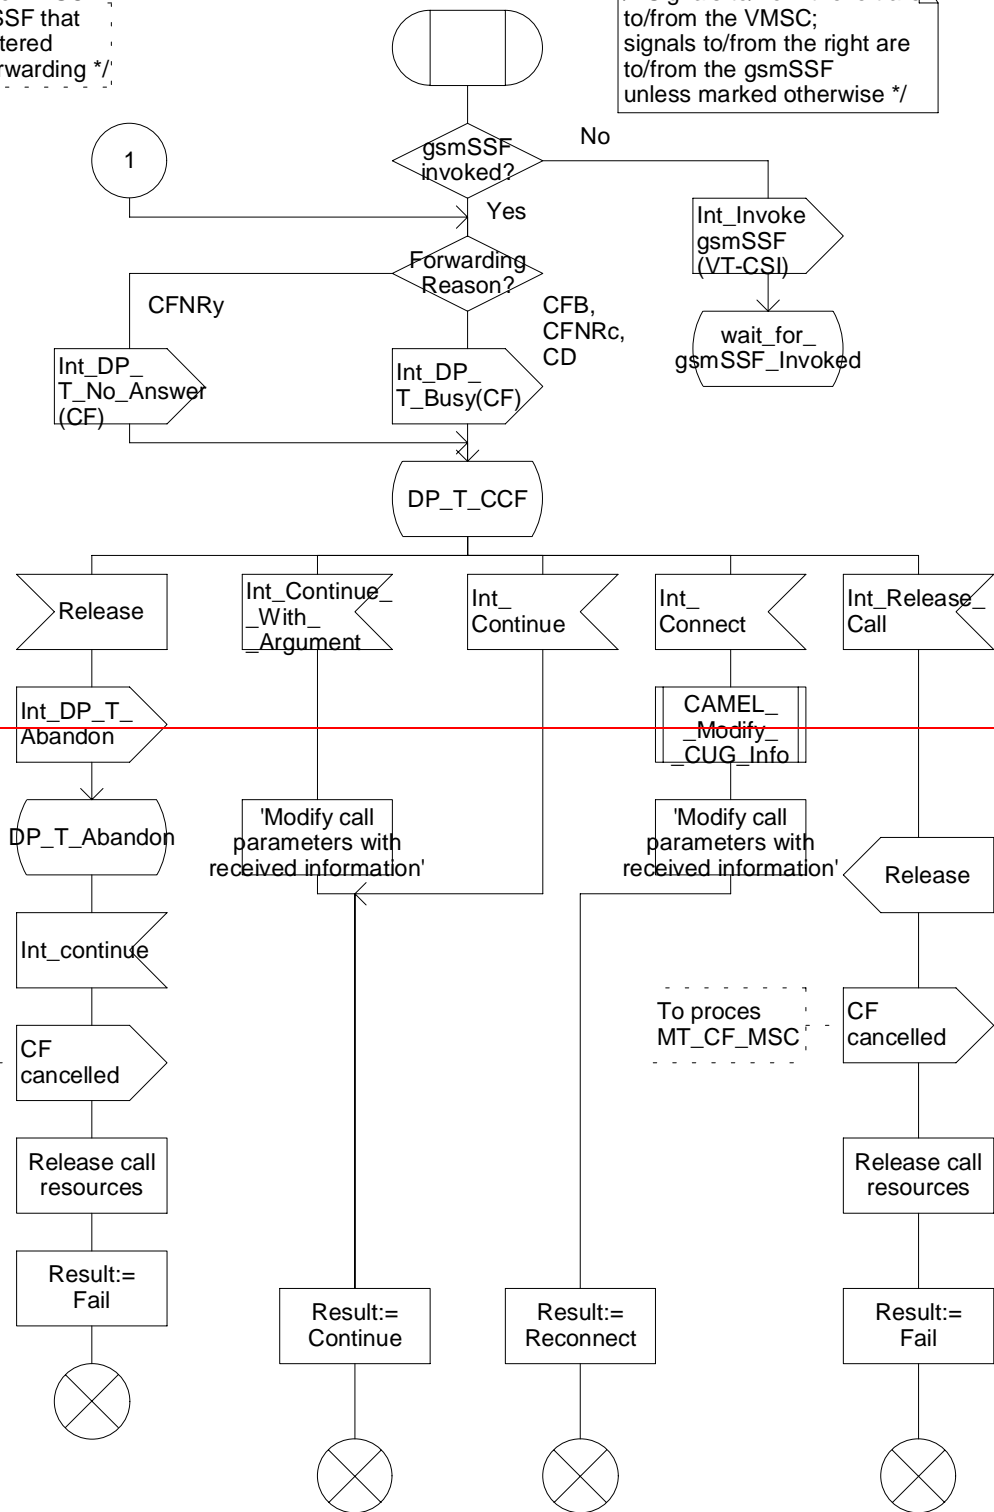 SSF that
tered
rwarding */
to/from the VMSC;
signals to/from the right are
to/from the gsmSSF
unless marked otherwise */
gsmSSF
invoked?
No
1
Yes
Int_Invoke
gsmSSF
(VT-CSI)
Forwarding
Reason?
CFNRy
CFB,
CFNRc,
CD
wait_for_
gsmSSF_Invoked
Int_DP_
T_No_Answer
(CF)
Int_DP_
T_Busy(CF)
DP_T_CCF
Release
Int_Continue_
_With_
_Argument
Int_
Continue
Int_
Connect
Int_Release_
Call
Int_DP_T_
Abandon
CAMEL_
_Modify_
_CUG_Info
DP_T_Abandon
'Modify call
parameters with
received information'
'Modify call
parameters with
received information'
Release
Int_continue
To proces
MT_CF_MSC
CF
cancelled
CF
cancelled
Release call
resources
Release call
resources
Result:=
Fail
Result:=
Continue
Result:=
Reconnect
Result:=
Fail